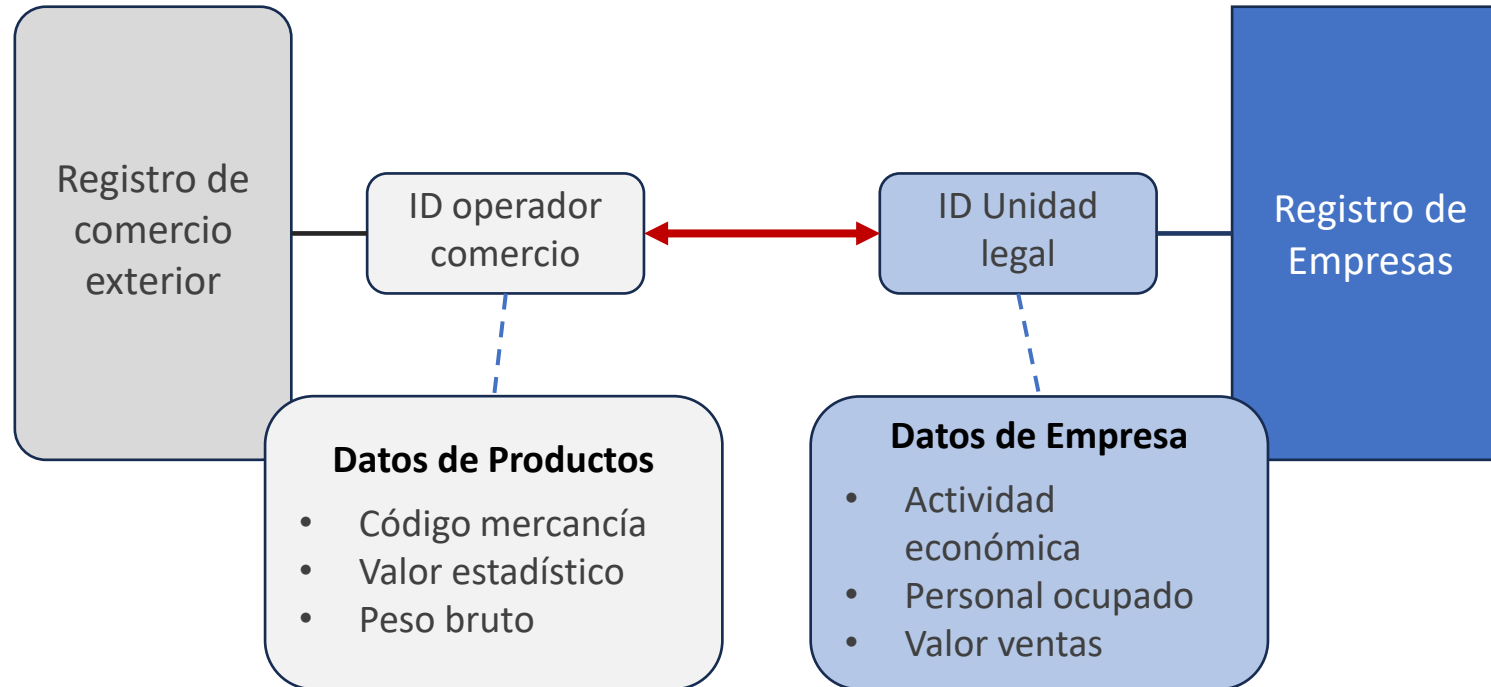 Registro de
comercio
exterior
ID operador
comercio
ID Unidad
legal
Registro de
Empresas
Datos de Productos
• Código mercancía
• Valor estadístico
• Peso bruto
Datos de Empresa
• Actividad
económica
• Personal ocupado
• Valor ventas